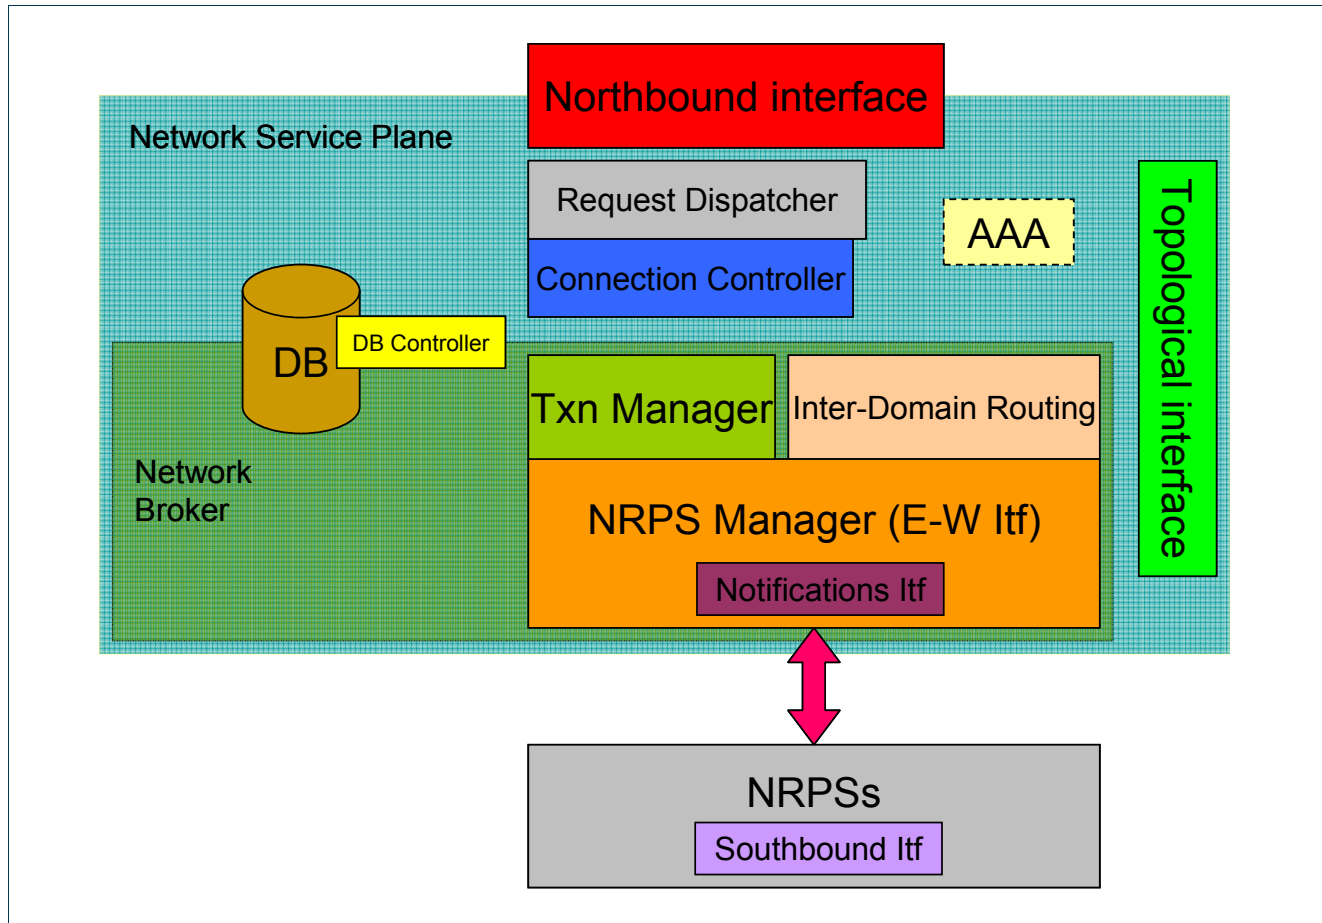 Northbound interface
Network Service Plane
Request Dispatcher
AAA
Connection Controller
Topological interface
DB
DB Controller
Txn Manager
Inter-Domain Routing
Network
Broker
NRPS Manager (E-W Itf)
Notifications Itf
NRPSs
Southbound Itf